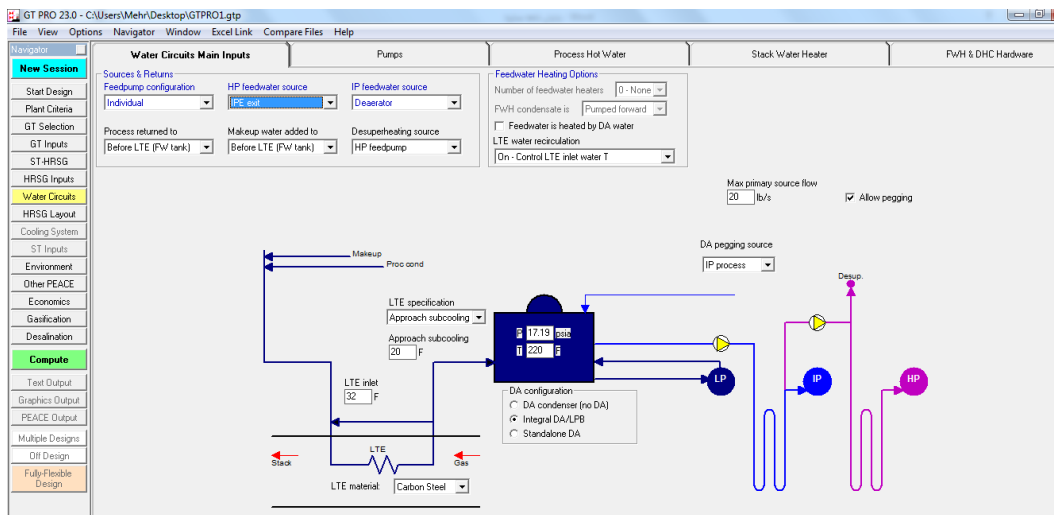 GT PRO 23.0 - C:\Users\Mehr\Desktop\GTPRO1.gtp
File View Options Navigator Window Excel Link Compare Files Help
Navigator
New Session
Start Design
Plant Criteria
GT Selection
GT Inputs
ST-HRSG
HRSG Inputs
Water Circuits
HRSG Layout
Cooling System
ST Inputs
Environment
Other PEACE
Economics
Gasification
Desalination
Compute
Text Output
Graphics Output
PEACE Output
Multiple Designs
Off Design
Fully-Flexible
Design
Water Circuits Main Inputs
Pumps
Process Hot Water
Stack Water Heater
FWH & DHC Hardware
Sources & Returns
Feedpump configuration
HP feedwater source
IP feedwater source
Individual
IPE exit
Deaerator
Process returned to
Makeup water added to
Desuperheating source
Before LTE (FW tank)
Before LTE (FW tank)
HP feedpump
Feedwater Heating Options
Number of feedwater heaters
0 - None
FWH condensate is
Pumped forward
Feedwater is heated by DA water
LTE water recirculation
On - Control LTE inlet water T
Max primary source flow
20 lb/s
Allow pegging
DA pegging source
IP process
Desup.
Makeup
Proc cond
LTE specification
Approach subcooling
Approach subcooling
20 F
P 17.19 psia
T 220 F
LP
IP
HP
LTE inlet
32 F
DA configuration
DA condenser (no DA)
Integral DA/LPB
Standalone DA
LTE
Stack
Gas
LTE material:
Carbon Steel